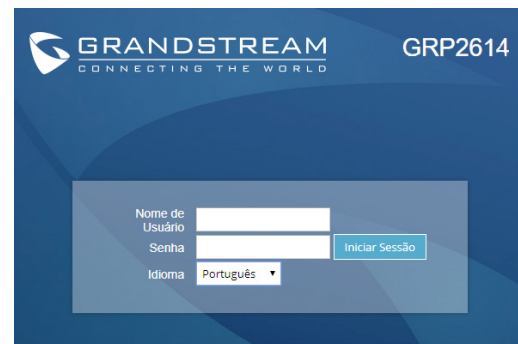 GRANDSTREAM
CONNECTING THE WORLD
GRP2614
Nome de
Usuário
Senha
Iniciar Sessão
Idioma
Português